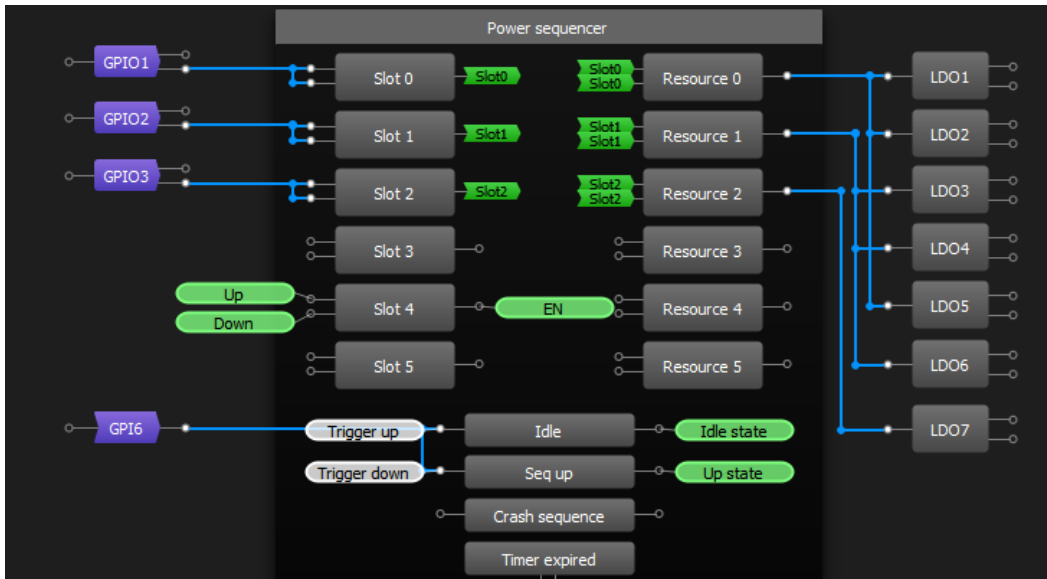 Power sequencer
GPIO1
Slot 0
Slot0
Slot0
Slot0
Resource 0
LDO1
GPIO2
Slot 1
Slot1
Slot1
Slot1
Resource 1
LDO2
GPIO3
Slot 2
Slot2
Slot2
Slot2
Resource 2
LDO3
Slot 3
Resource 3
LDO4
Up
Down
Slot 4
EN
Resource 4
LDO5
Slot 5
Resource 5
LDO6
GPI6
Trigger up
Idle
Idle state
LDO7
Trigger down
Seq up
Up state
Crash sequence
Timer expired